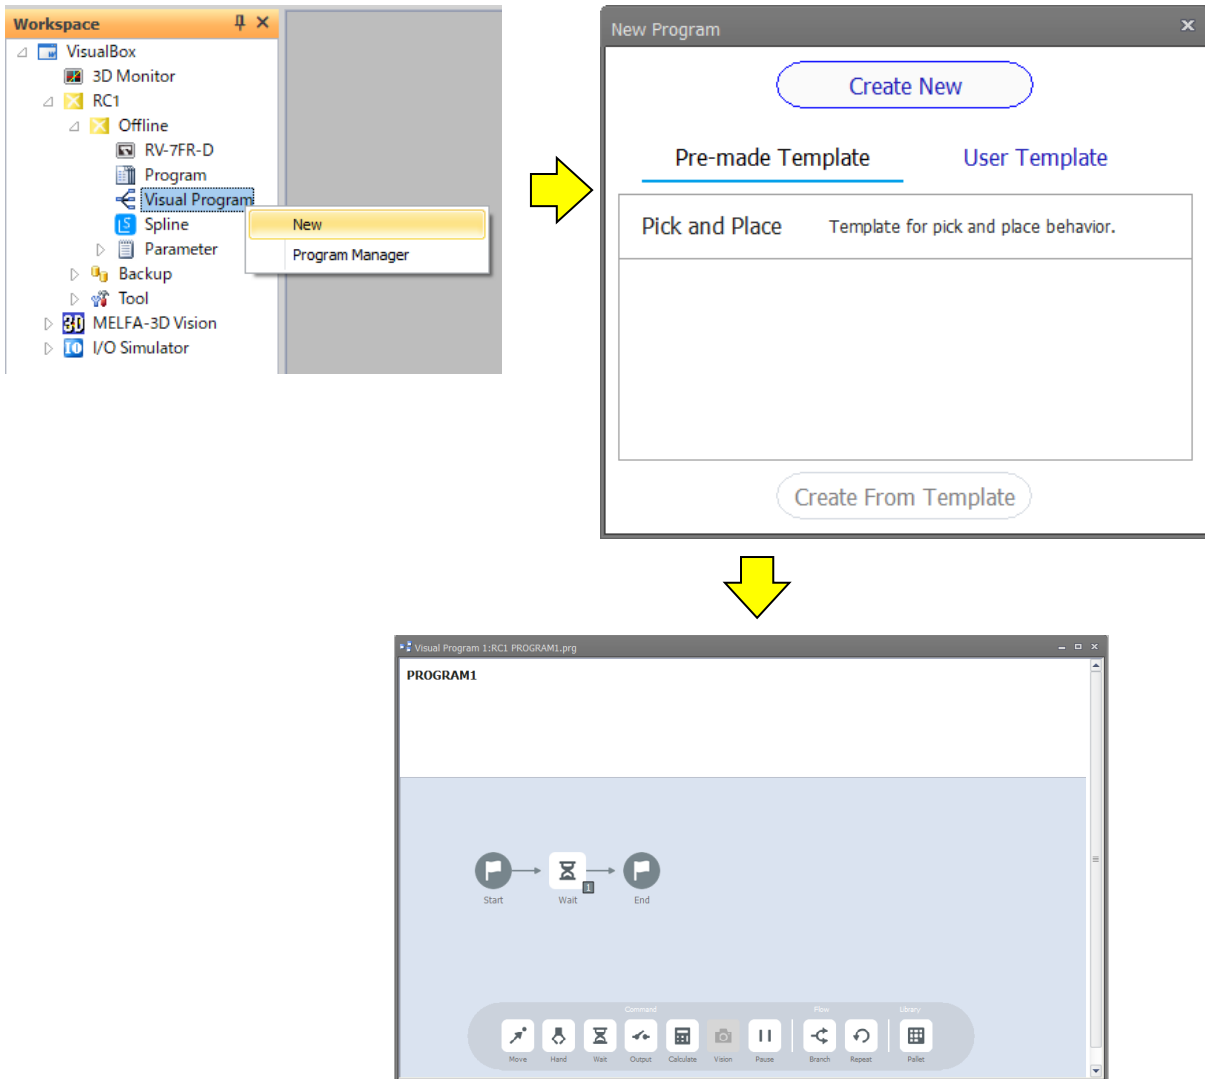 Workspace
VisualBox
3D Monitor
RC1
Offline
RV-7FR-D
Program
Visual Program
Spline
Parameter
Backup
Tool
MELFA-3D Vision
I/O Simulator
New
Program Manager
New Program
Create New
Pre-made Template User Template
Pick and Place Template for pick and place behavior.
Create From Template
Visual Program 1:RC1 PROGRAM1.prg
PROGRAM1
1
Start Wait End
Command Flow Library
Move Hand Wait Output Calculate Vision Pause Branch Repeat Pallet